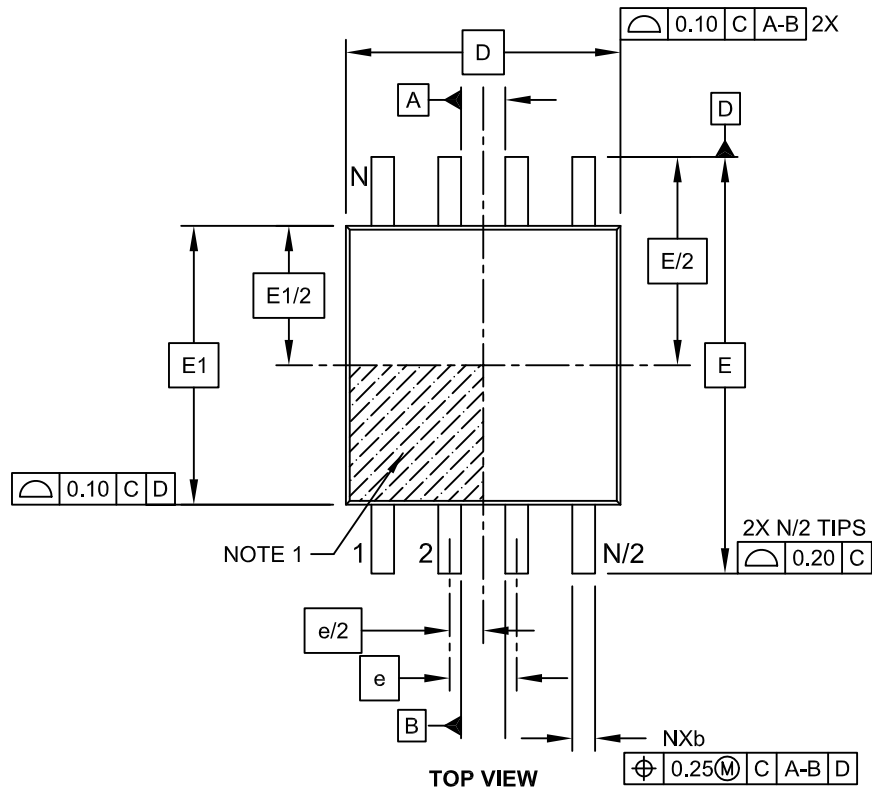 ⌓ 0.10 C A-B 2X
D
A
D
N
E/2
E1/2
E1
E
⌓ 0.10 C D
2X N/2 TIPS
⌓ 0.20 C
NOTE 1
1 2 N/2
e/2
e
B
NXb
⌖ 0.25Ⓜ C A-B D
TOP VIEW